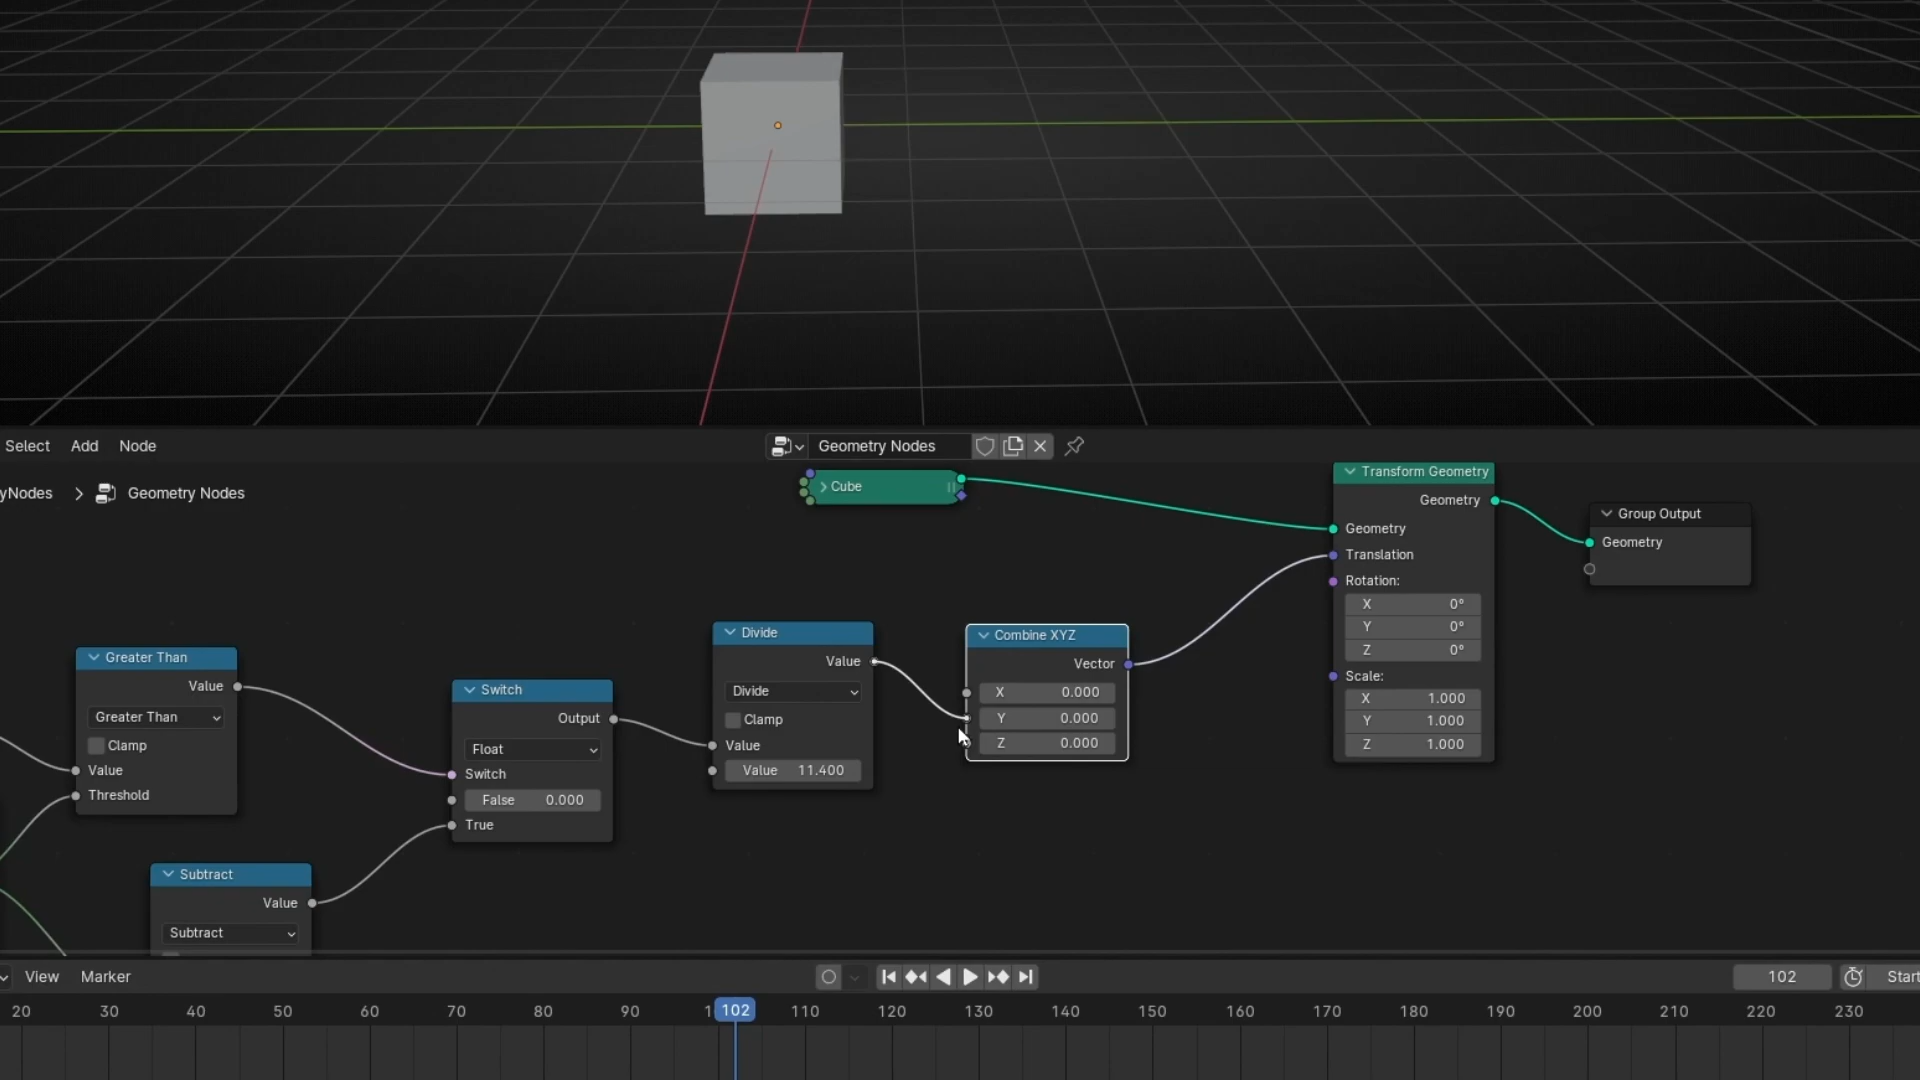 Select Add Node
Geometry Nodes
yNodes
Geometry Nodes
Cube
Transform Geometry
Geometry
Geometry
Translation
Rotation:
X 0°
Y 0°
Z 0°
Scale:
X 1.000
Y 1.000
Z 1.000
Group Output
Geometry
Greater Than
Value
Greater Than
Clamp
Value
Threshold
Switch
Output
Float
Switch
False 0.000
True
Divide
Value
Divide
Clamp
Value
Value 11.400
Combine XYZ
Vector
X 0.000
Y 0.000
Z 0.000
Subtract
Value
Subtract
View Marker
102
Start
20 30 40 50 60 70 80 90 1 102 110 120 130 140 150 160 170 180 190 200 210 220 230